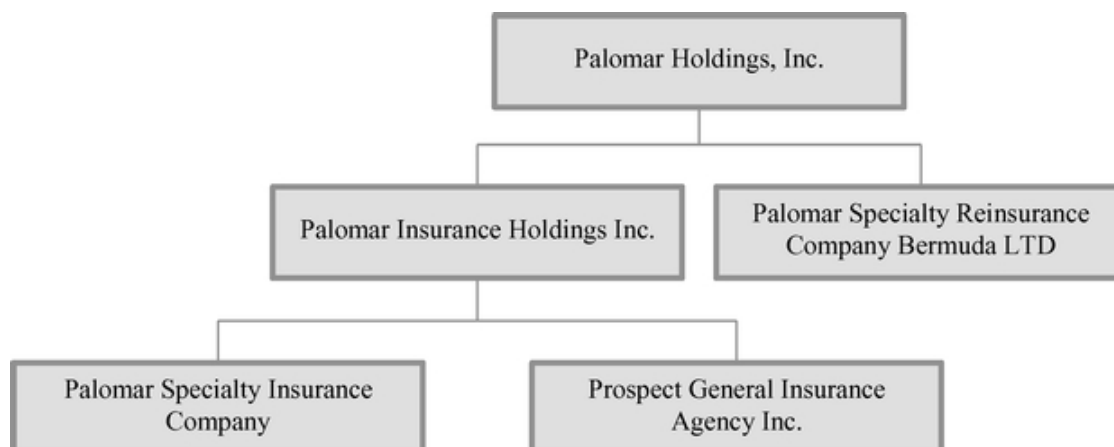 Palomar Holdings, Inc.
Palomar Insurance Holdings Inc.
Palomar Specialty Reinsurance
Company Bermuda LTD
Palomar Specialty Insurance
Company
Prospect General Insurance
Agency Inc.